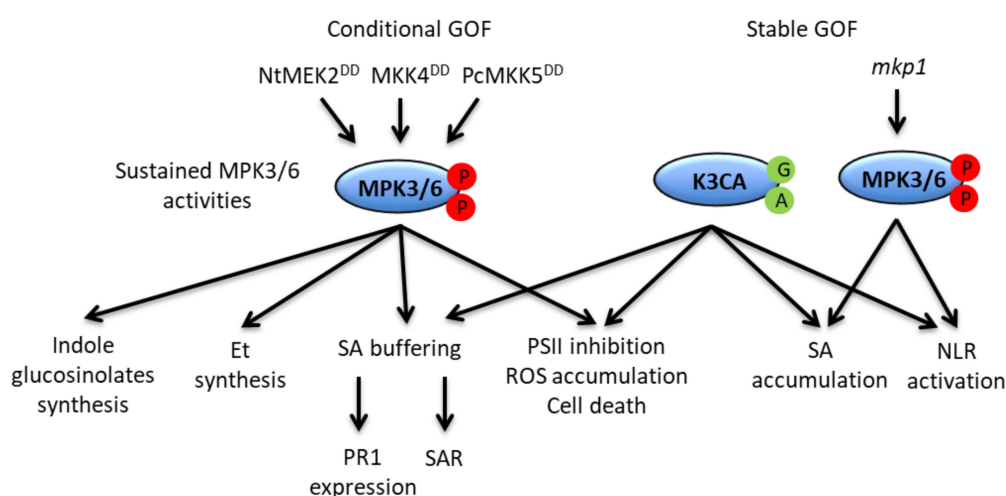 Conditional GOF
Stable GOF
NtMEK2ᴰᴰ MKK4ᴰᴰ PcMKK5ᴰᴰ
mkp1
Sustained MPK3/6
activities
MPK3/6
P
P
K3CA
G
A
MPK3/6
P
P
Indole
glucosinolates
synthesis
Et
synthesis
SA buffering
PSII inhibition
ROS accumulation
Cell death
SA
accumulation
NLR
activation
PR1
expression
SAR